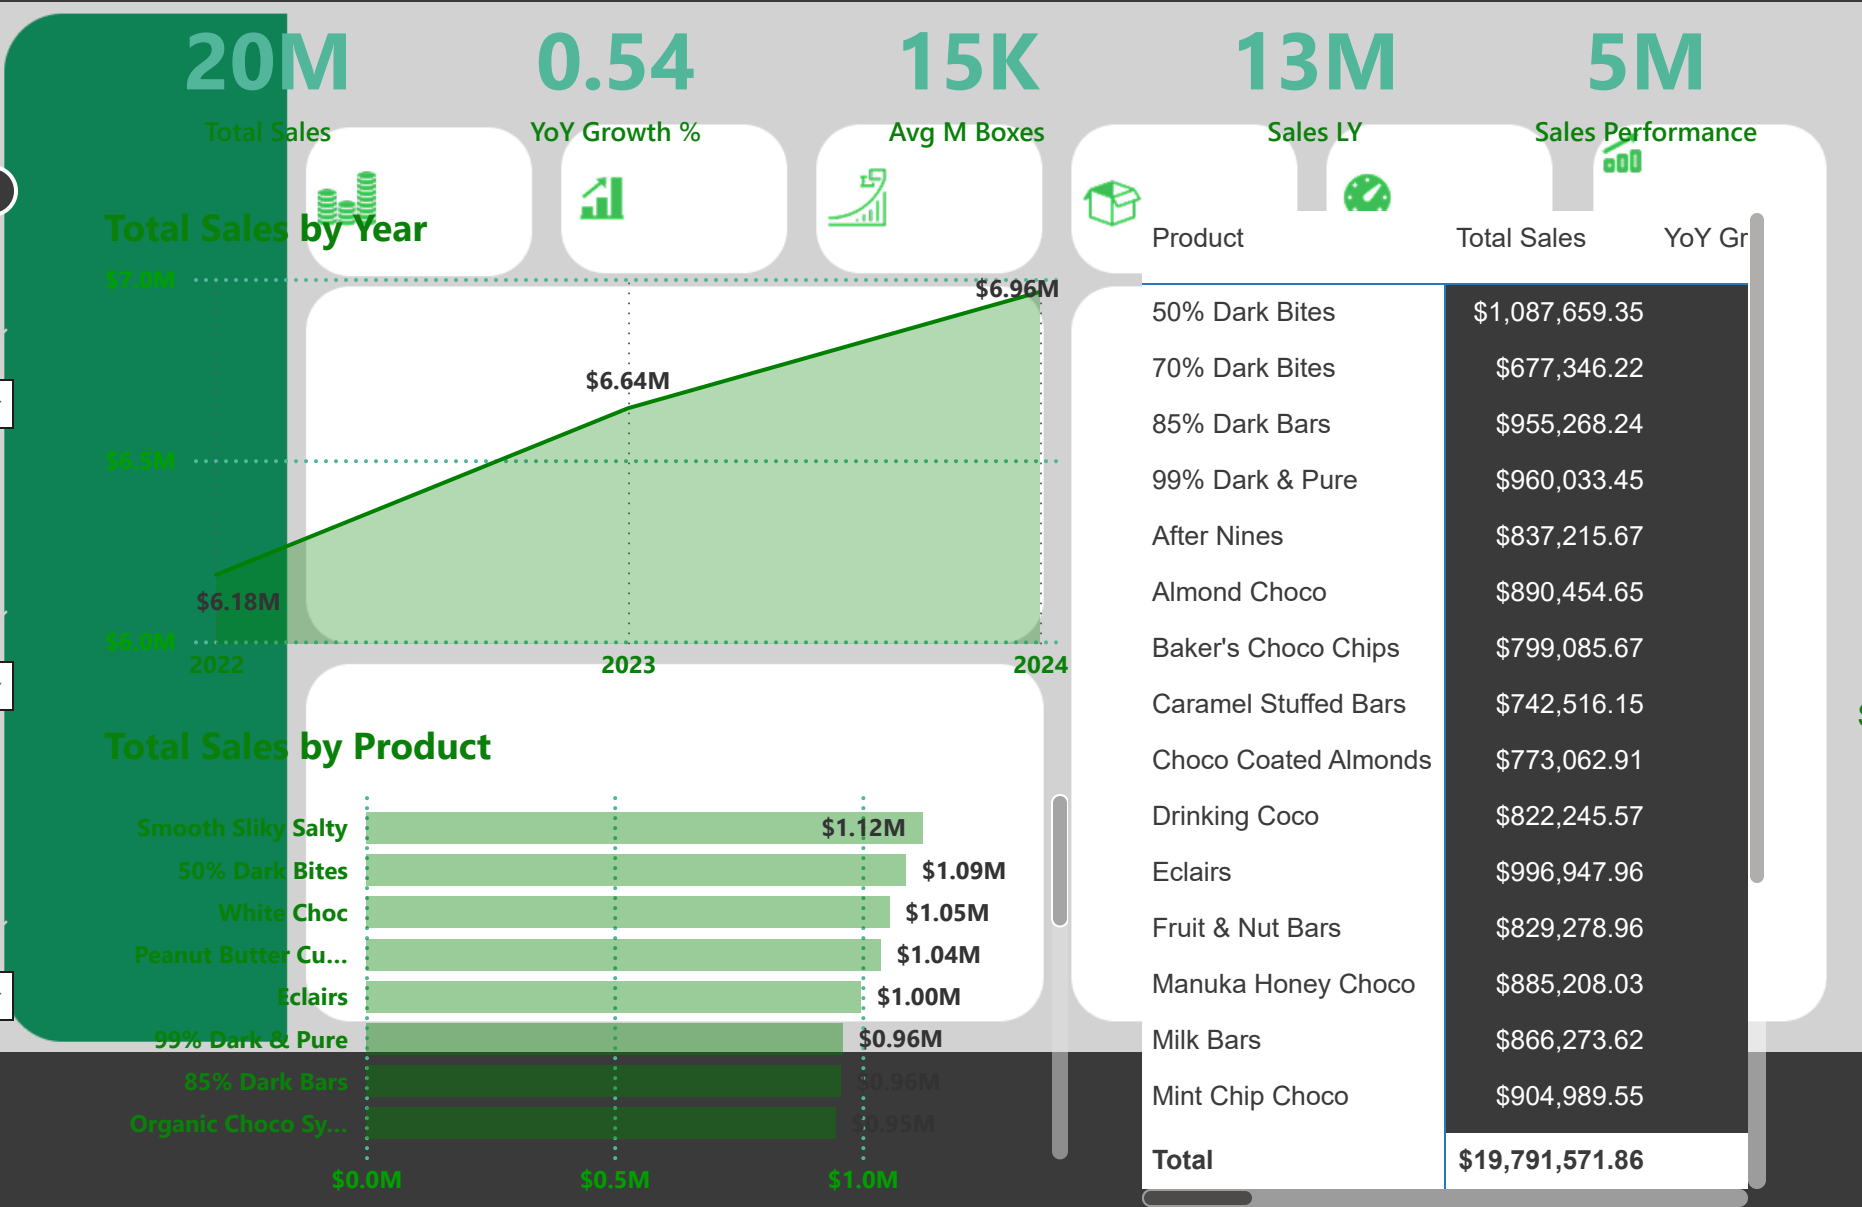 20M
0.54
15K
13M
5M
Total Sales
YoY Growth %
Avg M Boxes
Sales LY
Sales Performance
Total Sales by Year
$7.0M
$6.5M
$6.0M
$6.18M
$6.64M
$6.96M
2022
2023
2024
Total Sales by Product
Smooth Sliky Salty $1.12M
50% Dark Bites $1.09M
White Choc $1.05M
Peanut Butter Cu... $1.04M
Eclairs $1.00M
99% Dark & Pure $0.96M
85% Dark Bars $0.96M
Organic Choco Sy... $0.95M
$0.0M $0.5M $1.0M
Product Total Sales YoY Gr
50% Dark Bites $1,087,659.35
70% Dark Bites $677,346.22
85% Dark Bars $955,268.24
99% Dark & Pure $960,033.45
After Nines $837,215.67
Almond Choco $890,454.65
Baker's Choco Chips $799,085.67
Caramel Stuffed Bars $742,516.15
Choco Coated Almonds $773,062.91
Drinking Coco $822,245.57
Eclairs $996,947.96
Fruit & Nut Bars $829,278.96
Manuka Honey Choco $885,208.03
Milk Bars $866,273.62
Mint Chip Choco $904,989.55
Total $19,791,571.86